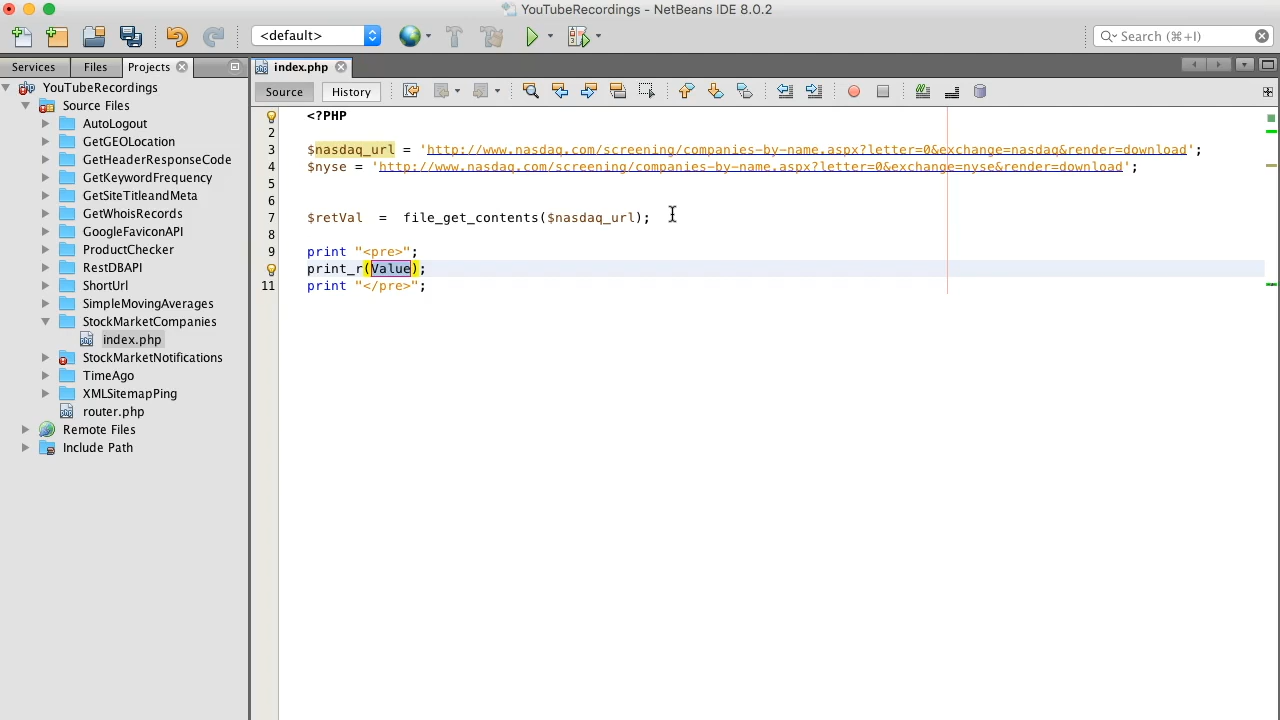 YouTubeRecordings - NetBeans IDE 8.0.2
<default>
Search (⌘+I)
Services
Files
Projects
index.php
Source
History
YouTubeRecordings
Source Files
AutoLogout
GetGEOLocation
GetHeaderResponseCode
GetKeywordFrequency
GetSiteTitleandMeta
GetWhoisRecords
GoogleFaviconAPI
ProductChecker
RestDBAPI
ShortUrl
SimpleMovingAverages
StockMarketCompanies
index.php
StockMarketNotifications
TimeAgo
XMLSitemapPing
router.php
Remote Files
Include Path
<?PHP
2
3 $nasdaq_url = 'http://www.nasdaq.com/screening/companies-by-name.aspx?letter=0&exchange=nasdaq&render=download';
4 $nyse = 'http://www.nasdaq.com/screening/companies-by-name.aspx?letter=0&exchange=nyse&render=download';
5
6
7 $retVal = file_get_contents($nasdaq_url);
8
9 print "<pre>";
print_r(Value);
11 print "</pre>";